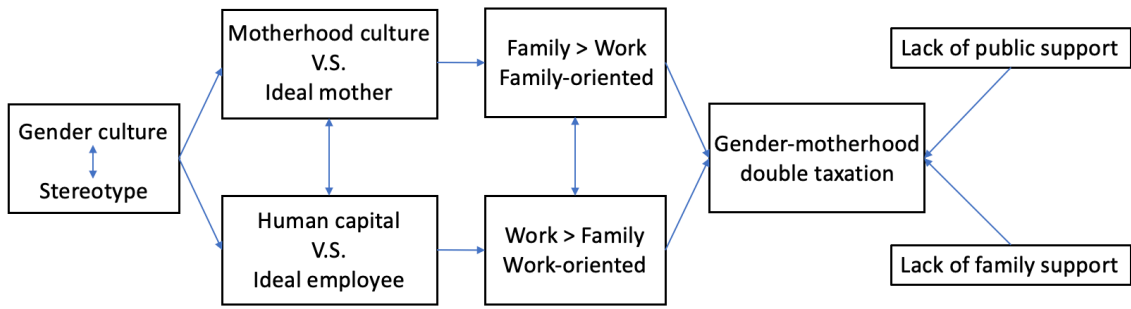 Gender culture
Stereotype
Motherhood culture
V.S.
Ideal mother
Human capital
V.S.
Ideal employee
Family > Work
Family-oriented
Work > Family
Work-oriented
Gender-motherhood
double taxation
Lack of public support
Lack of family support